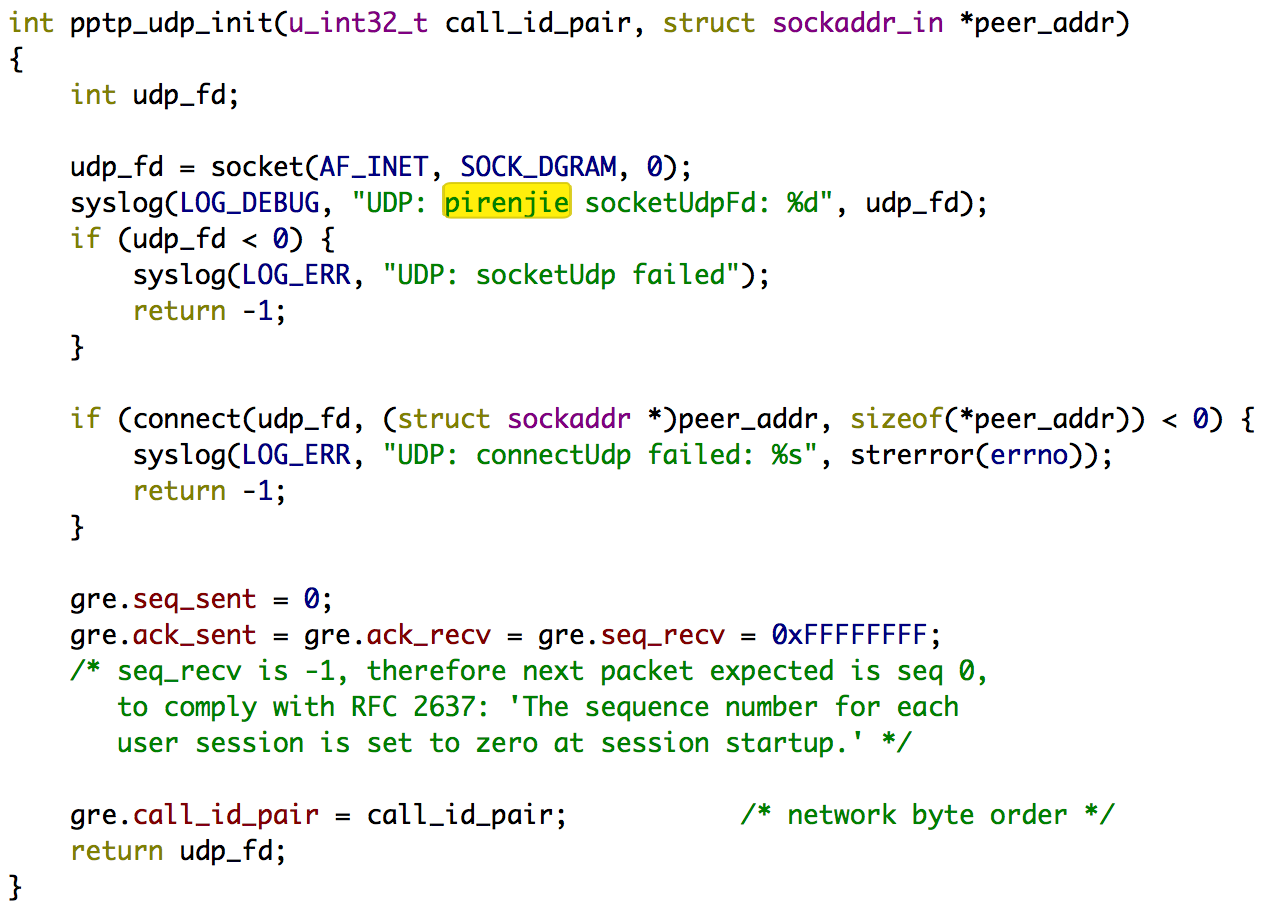 int pptp_udp_init(u_int32_t call_id_pair, struct sockaddr_in *peer_addr)
{
    int udp_fd;

    udp_fd = socket(AF_INET, SOCK_DGRAM, 0);
    syslog(LOG_DEBUG, "UDP: pirenjie socketUdpFd: %d", udp_fd);
    if (udp_fd < 0) {
        syslog(LOG_ERR, "UDP: socketUdp failed");
        return -1;
    }

    if (connect(udp_fd, (struct sockaddr *)peer_addr, sizeof(*peer_addr)) < 0) {
        syslog(LOG_ERR, "UDP: connectUdp failed: %s", strerror(errno));
        return -1;
    }

    gre.seq_sent = 0;
    gre.ack_sent = gre.ack_recv = gre.seq_recv = 0xFFFFFFFF;
    /* seq_recv is -1, therefore next packet expected is seq 0,
       to comply with RFC 2637: 'The sequence number for each
       user session is set to zero at session startup.' */

    gre.call_id_pair = call_id_pair;           /* network byte order */
    return udp_fd;
}